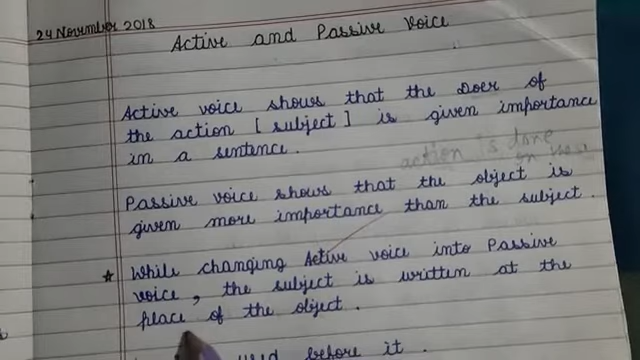 24 November 2018
Active and Passive Voice
Active voice shows that the Doer of
the action [subject] is given importance
in a sentence.
action is done
on
Passive voice shows that the object is
given more importance than the subject.
★ While changing Active voice into Passive
voice, the subject is written at the
place of the object.
used before it.